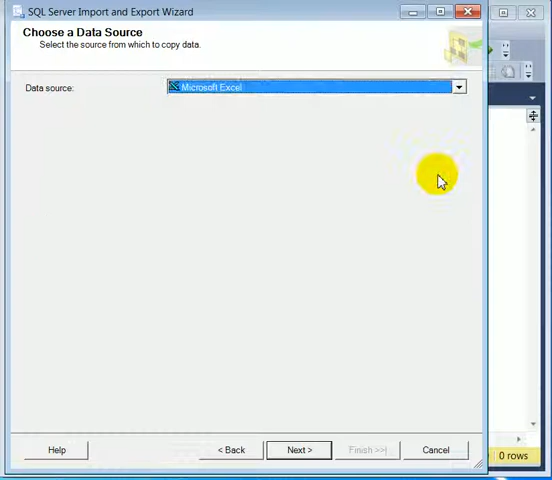 SQL Server Import and Export Wizard
Choose a Data Source
Select the source from which to copy data.
Data source:
Microsoft Excel
Help
< Back
Next >
Finish >>|
Cancel
0 rows